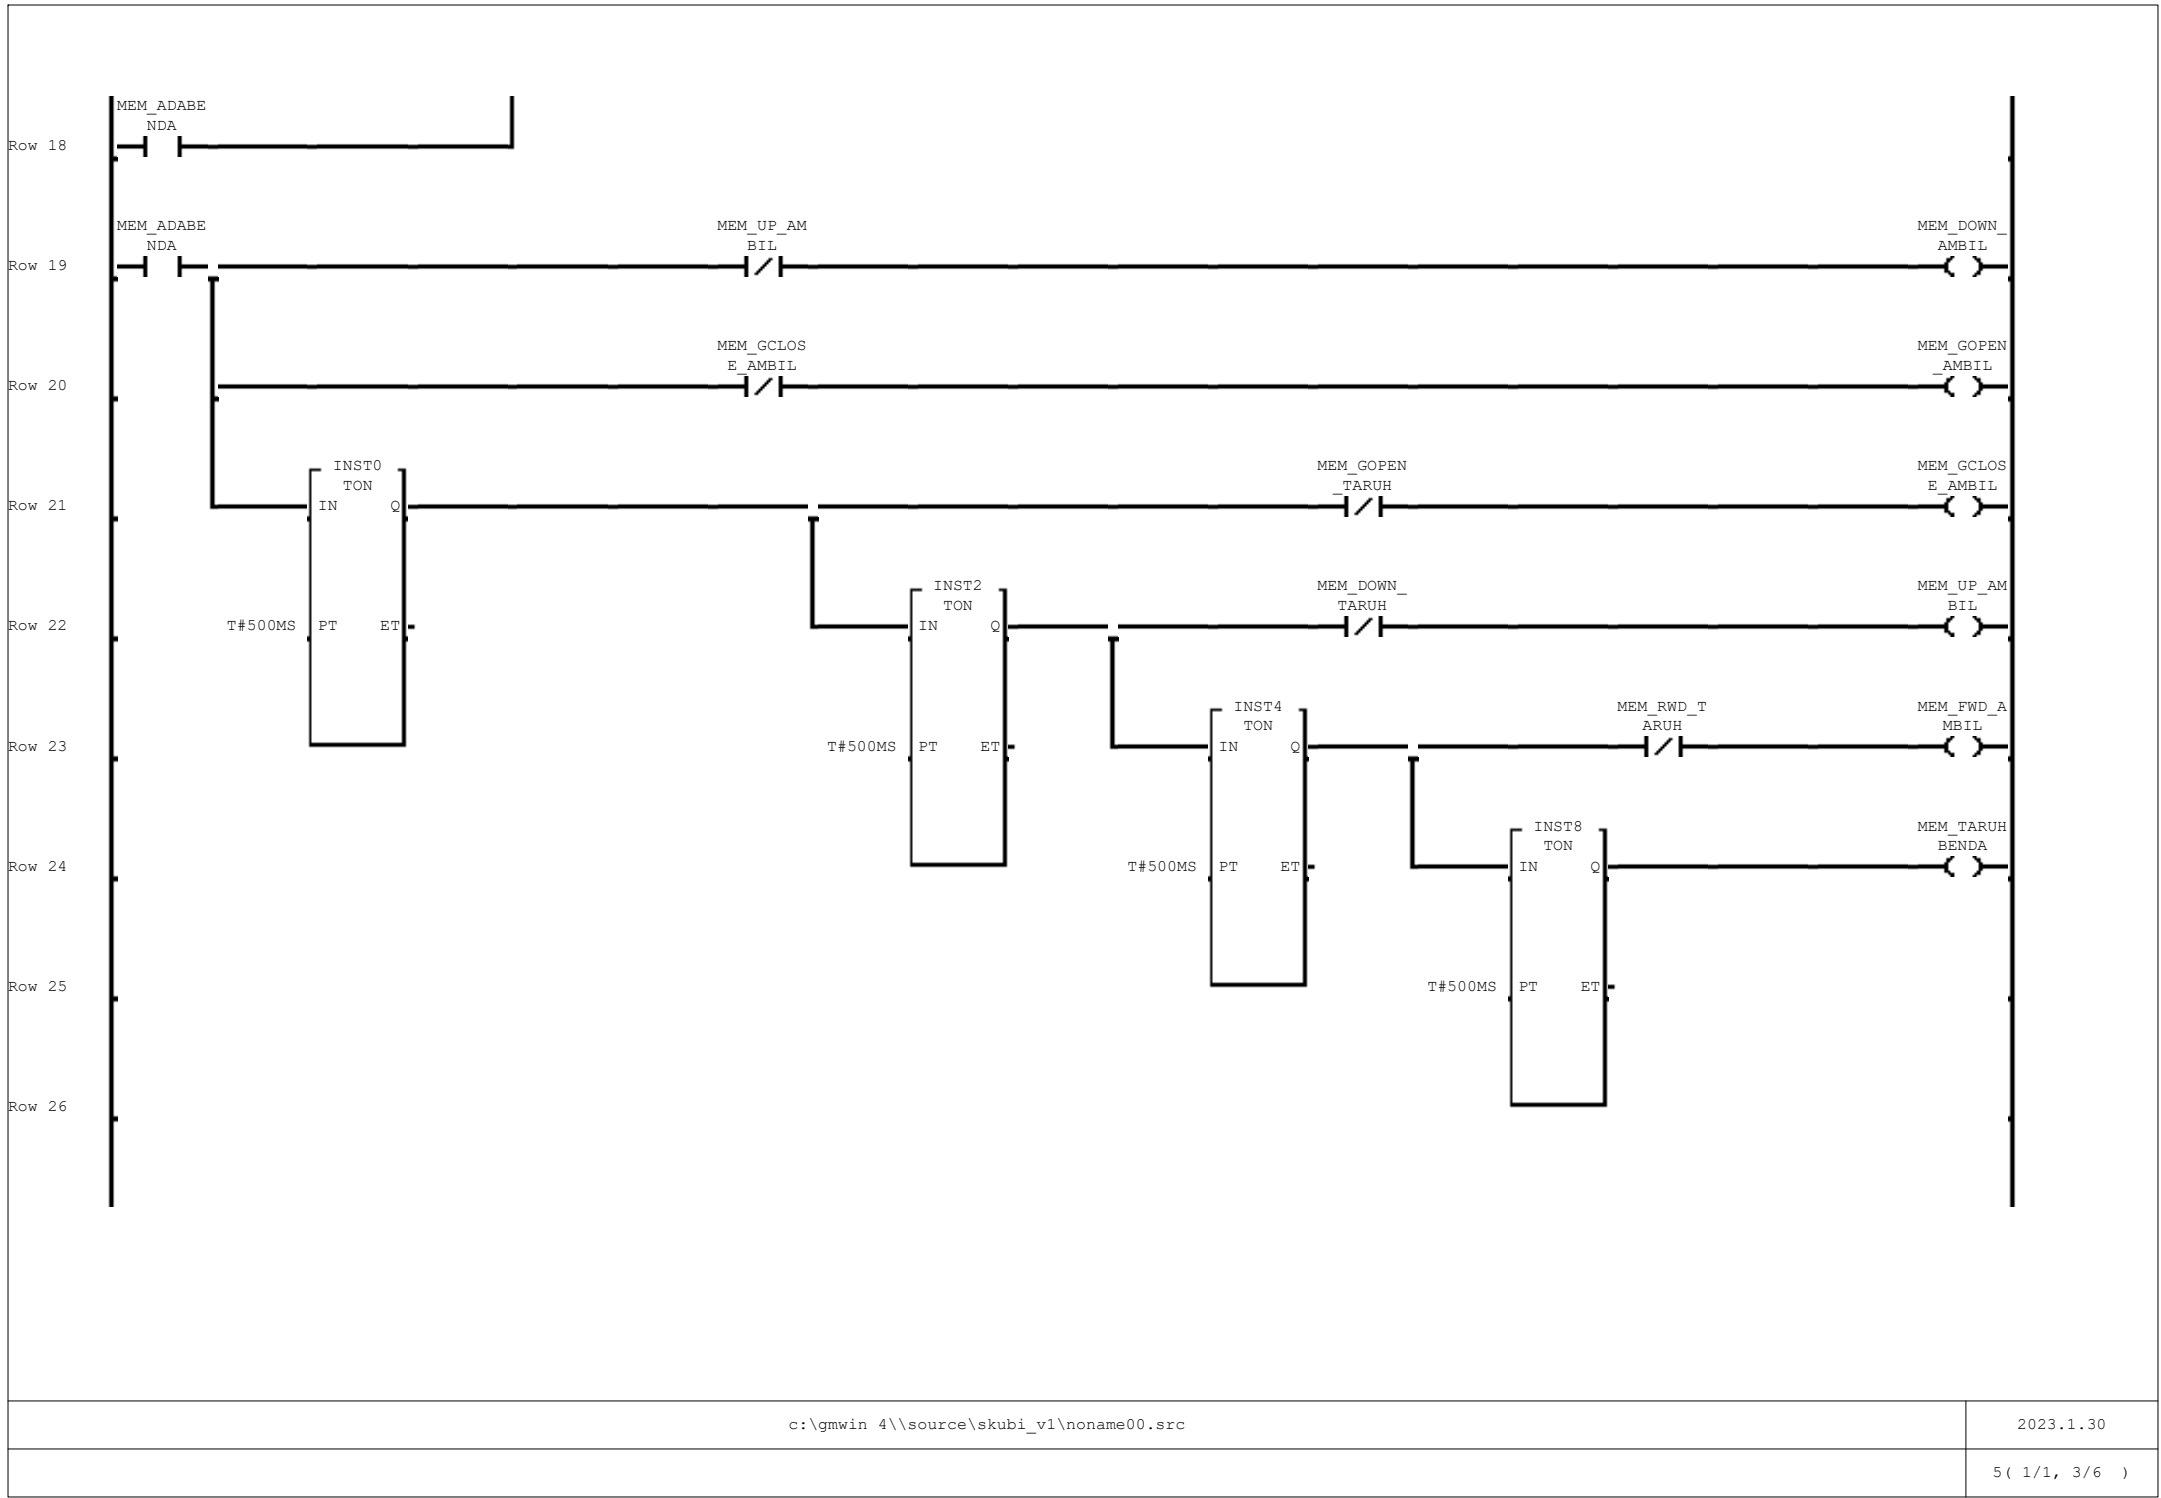 MEM_ADABE
NDA
Row 18
MEM_ADABE
NDA
MEM_UP_AM
BIL
MEM_DOWN_
AMBIL
Row 19
MEM_GCLOS
E_AMBIL
MEM_GOPEN
_AMBIL
Row 20
INST0
TON
MEM_GOPEN
_TARUH
MEM_GCLOS
E_AMBIL
Row 21
IN Q
INST2
TON
MEM_DOWN_
TARUH
MEM_UP_AM
BIL
Row 22
T#500MS PT ET
IN Q
INST4
TON
MEM_RWD_T
ARUH
MEM_FWD_A
MBIL
Row 23
T#500MS PT ET
IN Q
INST8
TON
MEM_TARUH
BENDA
Row 24
T#500MS PT ET
IN Q
Row 25
T#500MS PT ET
Row 26
c:\gmwin 4\\source\skubi_v1\noname00.src
2023.1.30
5( 1/1, 3/6 )